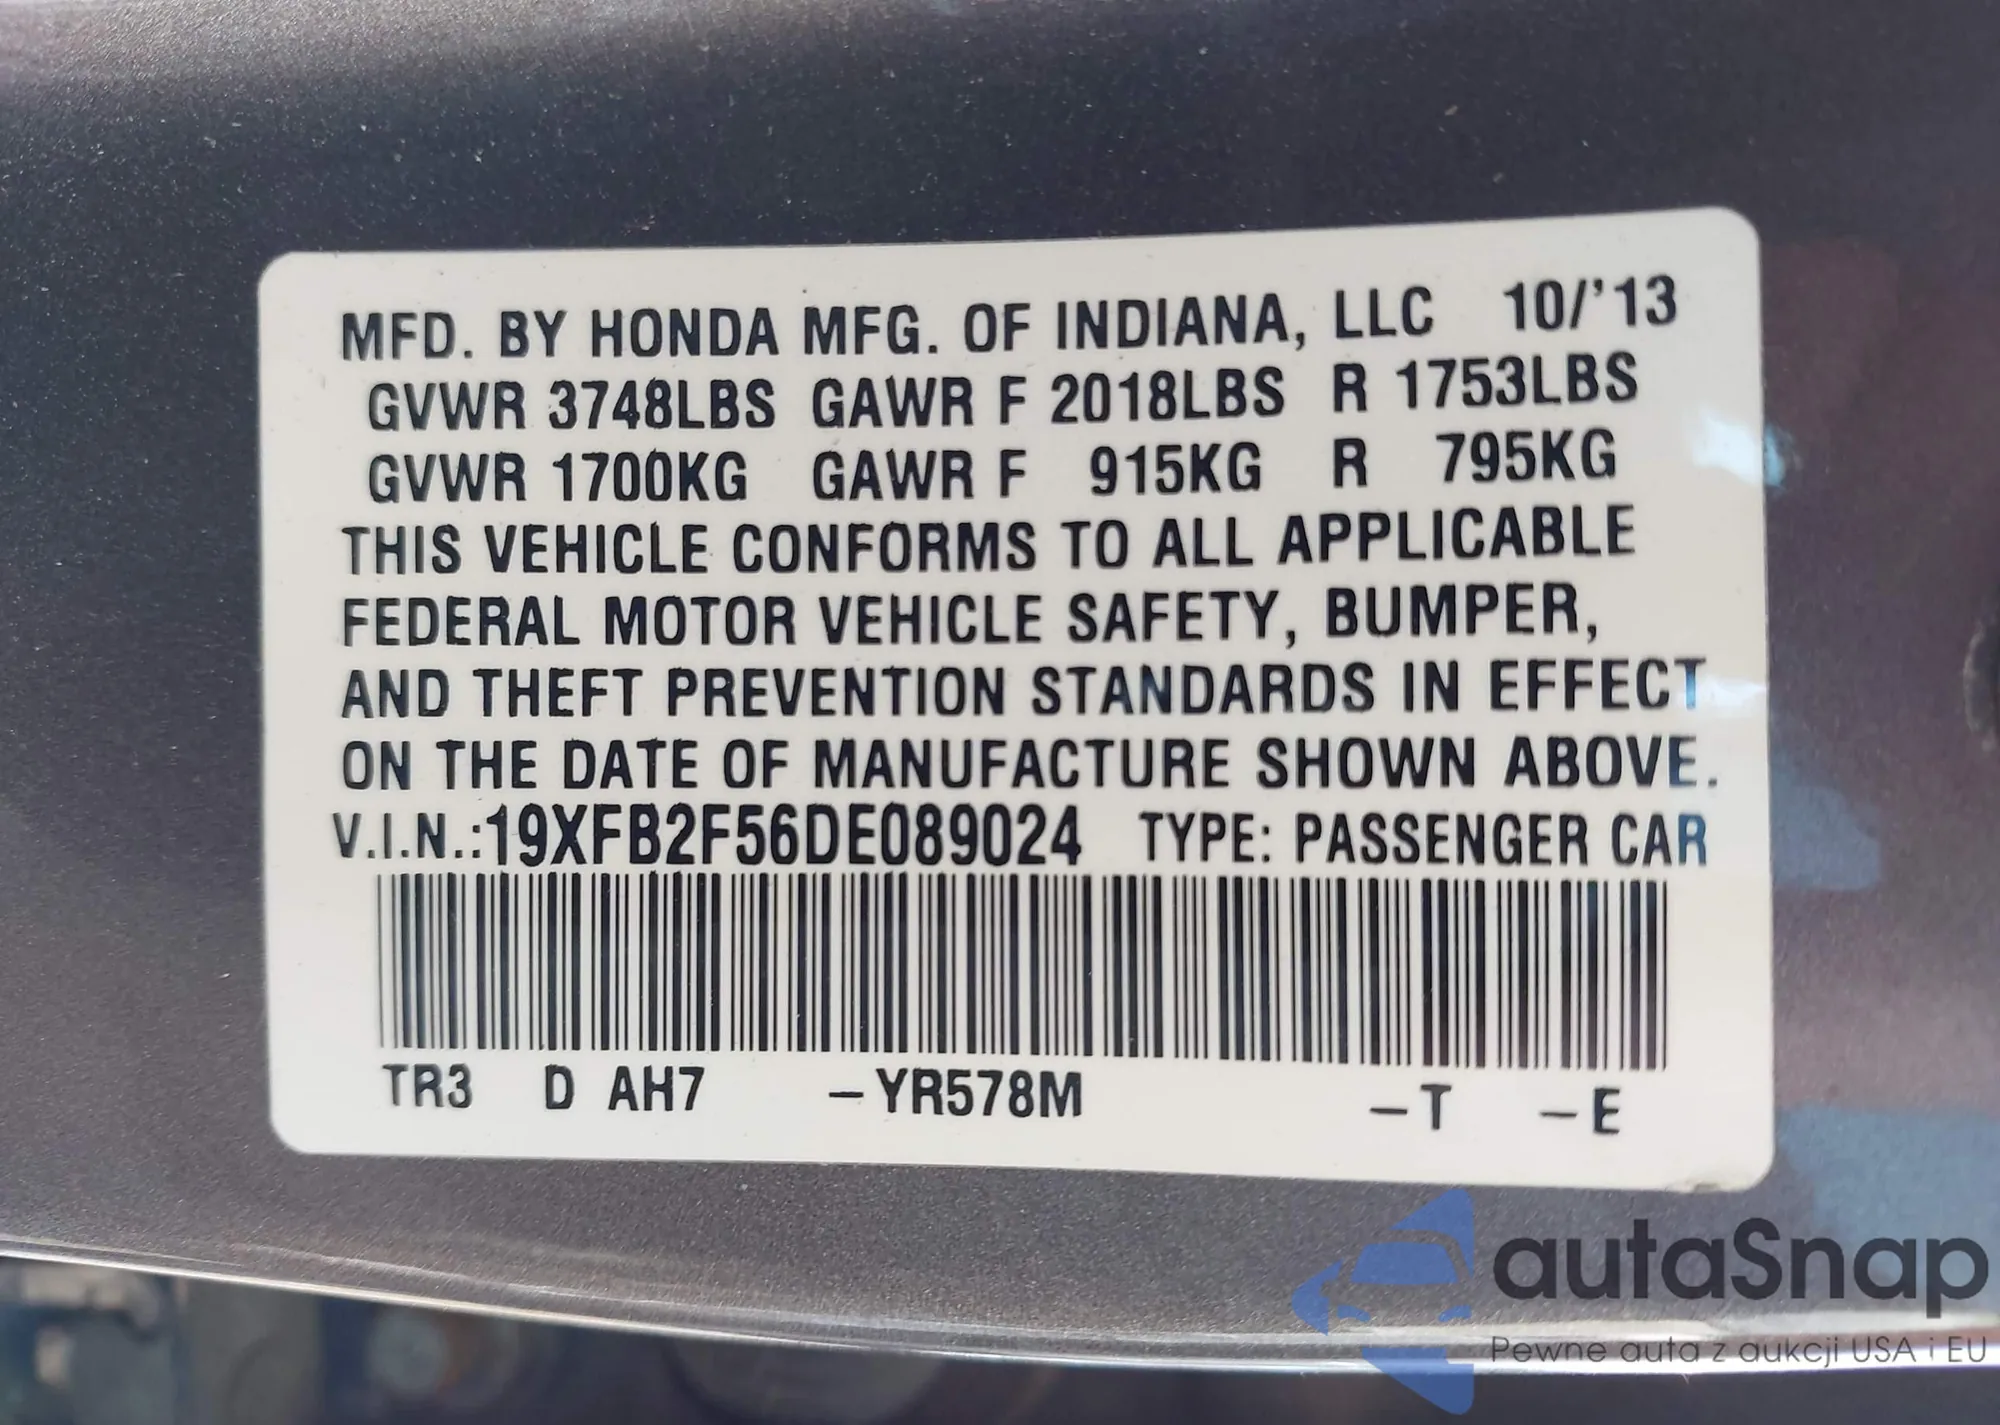 MFD. BY HONDA MFG. OF INDIANA, LLC 10/'13
GVWR 3748LBS GAWR F 2018LBS R 1753LBS
GVWR 1700KG GAWR F 915KG R 795KG
THIS VEHICLE CONFORMS TO ALL APPLICABLE
FEDERAL MOTOR VEHICLE SAFETY, BUMPER,
AND THEFT PREVENTION STANDARDS IN EFFECT
ON THE DATE OF MANUFACTURE SHOWN ABOVE.
V.I.N.:19XFB2F56DE089024 TYPE: PASSENGER CAR
TR3 D AH7 –YR578M –T –E
autaSnap
Pewne auta z aukcji USA i EU